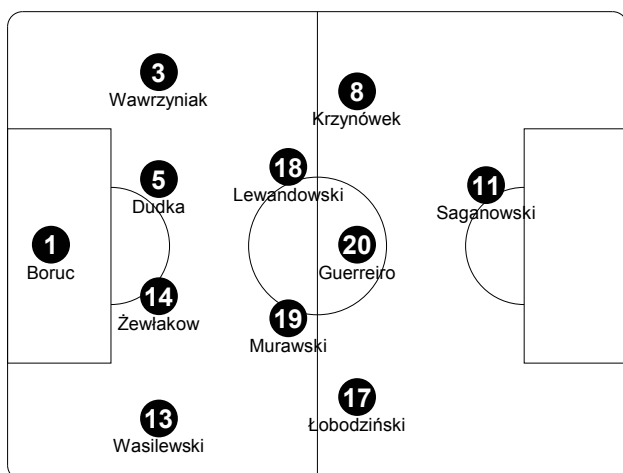 3
Wawrzyniak
8
Krzynówek
18
Lewandowski
5
Dudka
11
Saganowski
1
Boruc
20
Guerreiro
14
Żewłakow
19
Murawski
17
Łobodziński
13
Wasilewski